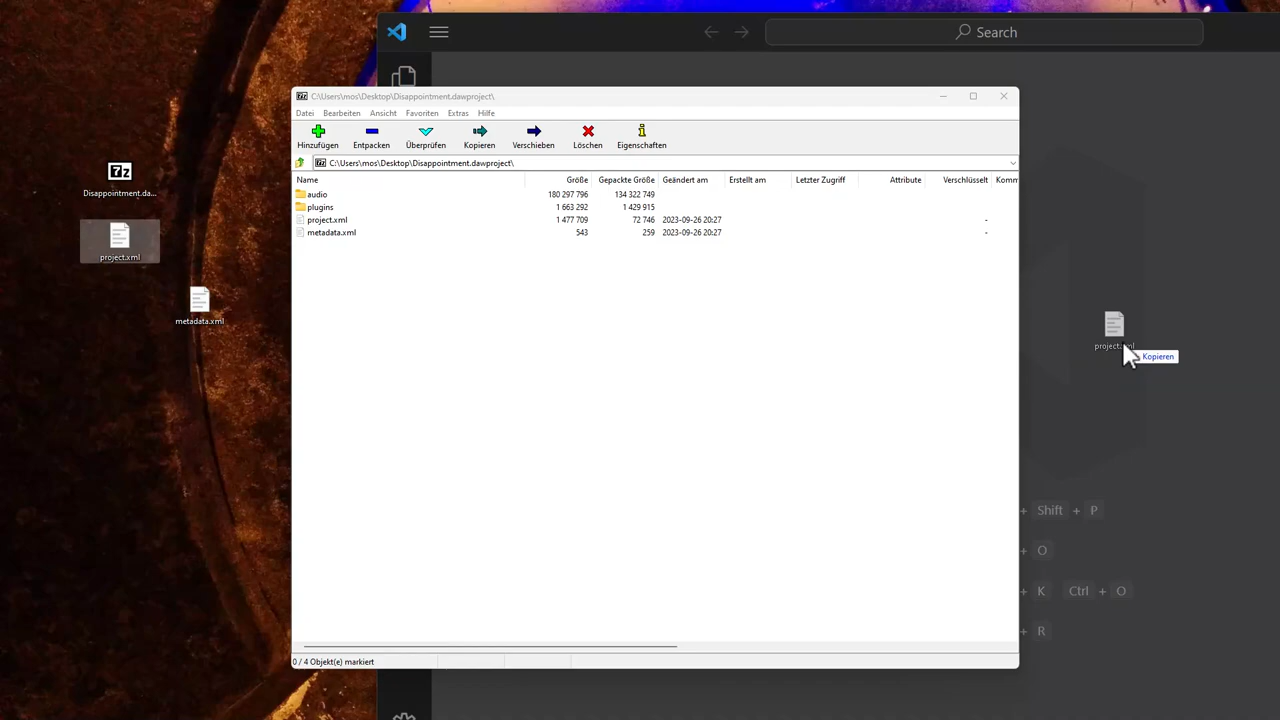 Search
C:\Users\mos\Desktop\Disappointment.dawproject\
Datei Bearbeiten Ansicht Favoriten Extras Hilfe
Hinzufügen Entpacken Überprüfen Kopieren Verschieben Löschen Eigenschaften
C:\Users\mos\Desktop\Disappointment.dawproject\
Name Größe Gepackte Größe Geändert am Erstellt am Letzter Zugriff Attribute Verschlüsselt Komm
audio 180 297 796 134 322 749
plugins 1 663 292 1 429 915
project.xml 1 477 709 72 746 2023-09-26 20:27 -
metadata.xml 543 259 2023-09-26 20:27 -
7z
Disappointment.da...
project.xml
metadata.xml
Kopieren
+ Shift + P
+ O
+ K Ctrl + O
+ R
0 / 4 Objekt(e) markiert